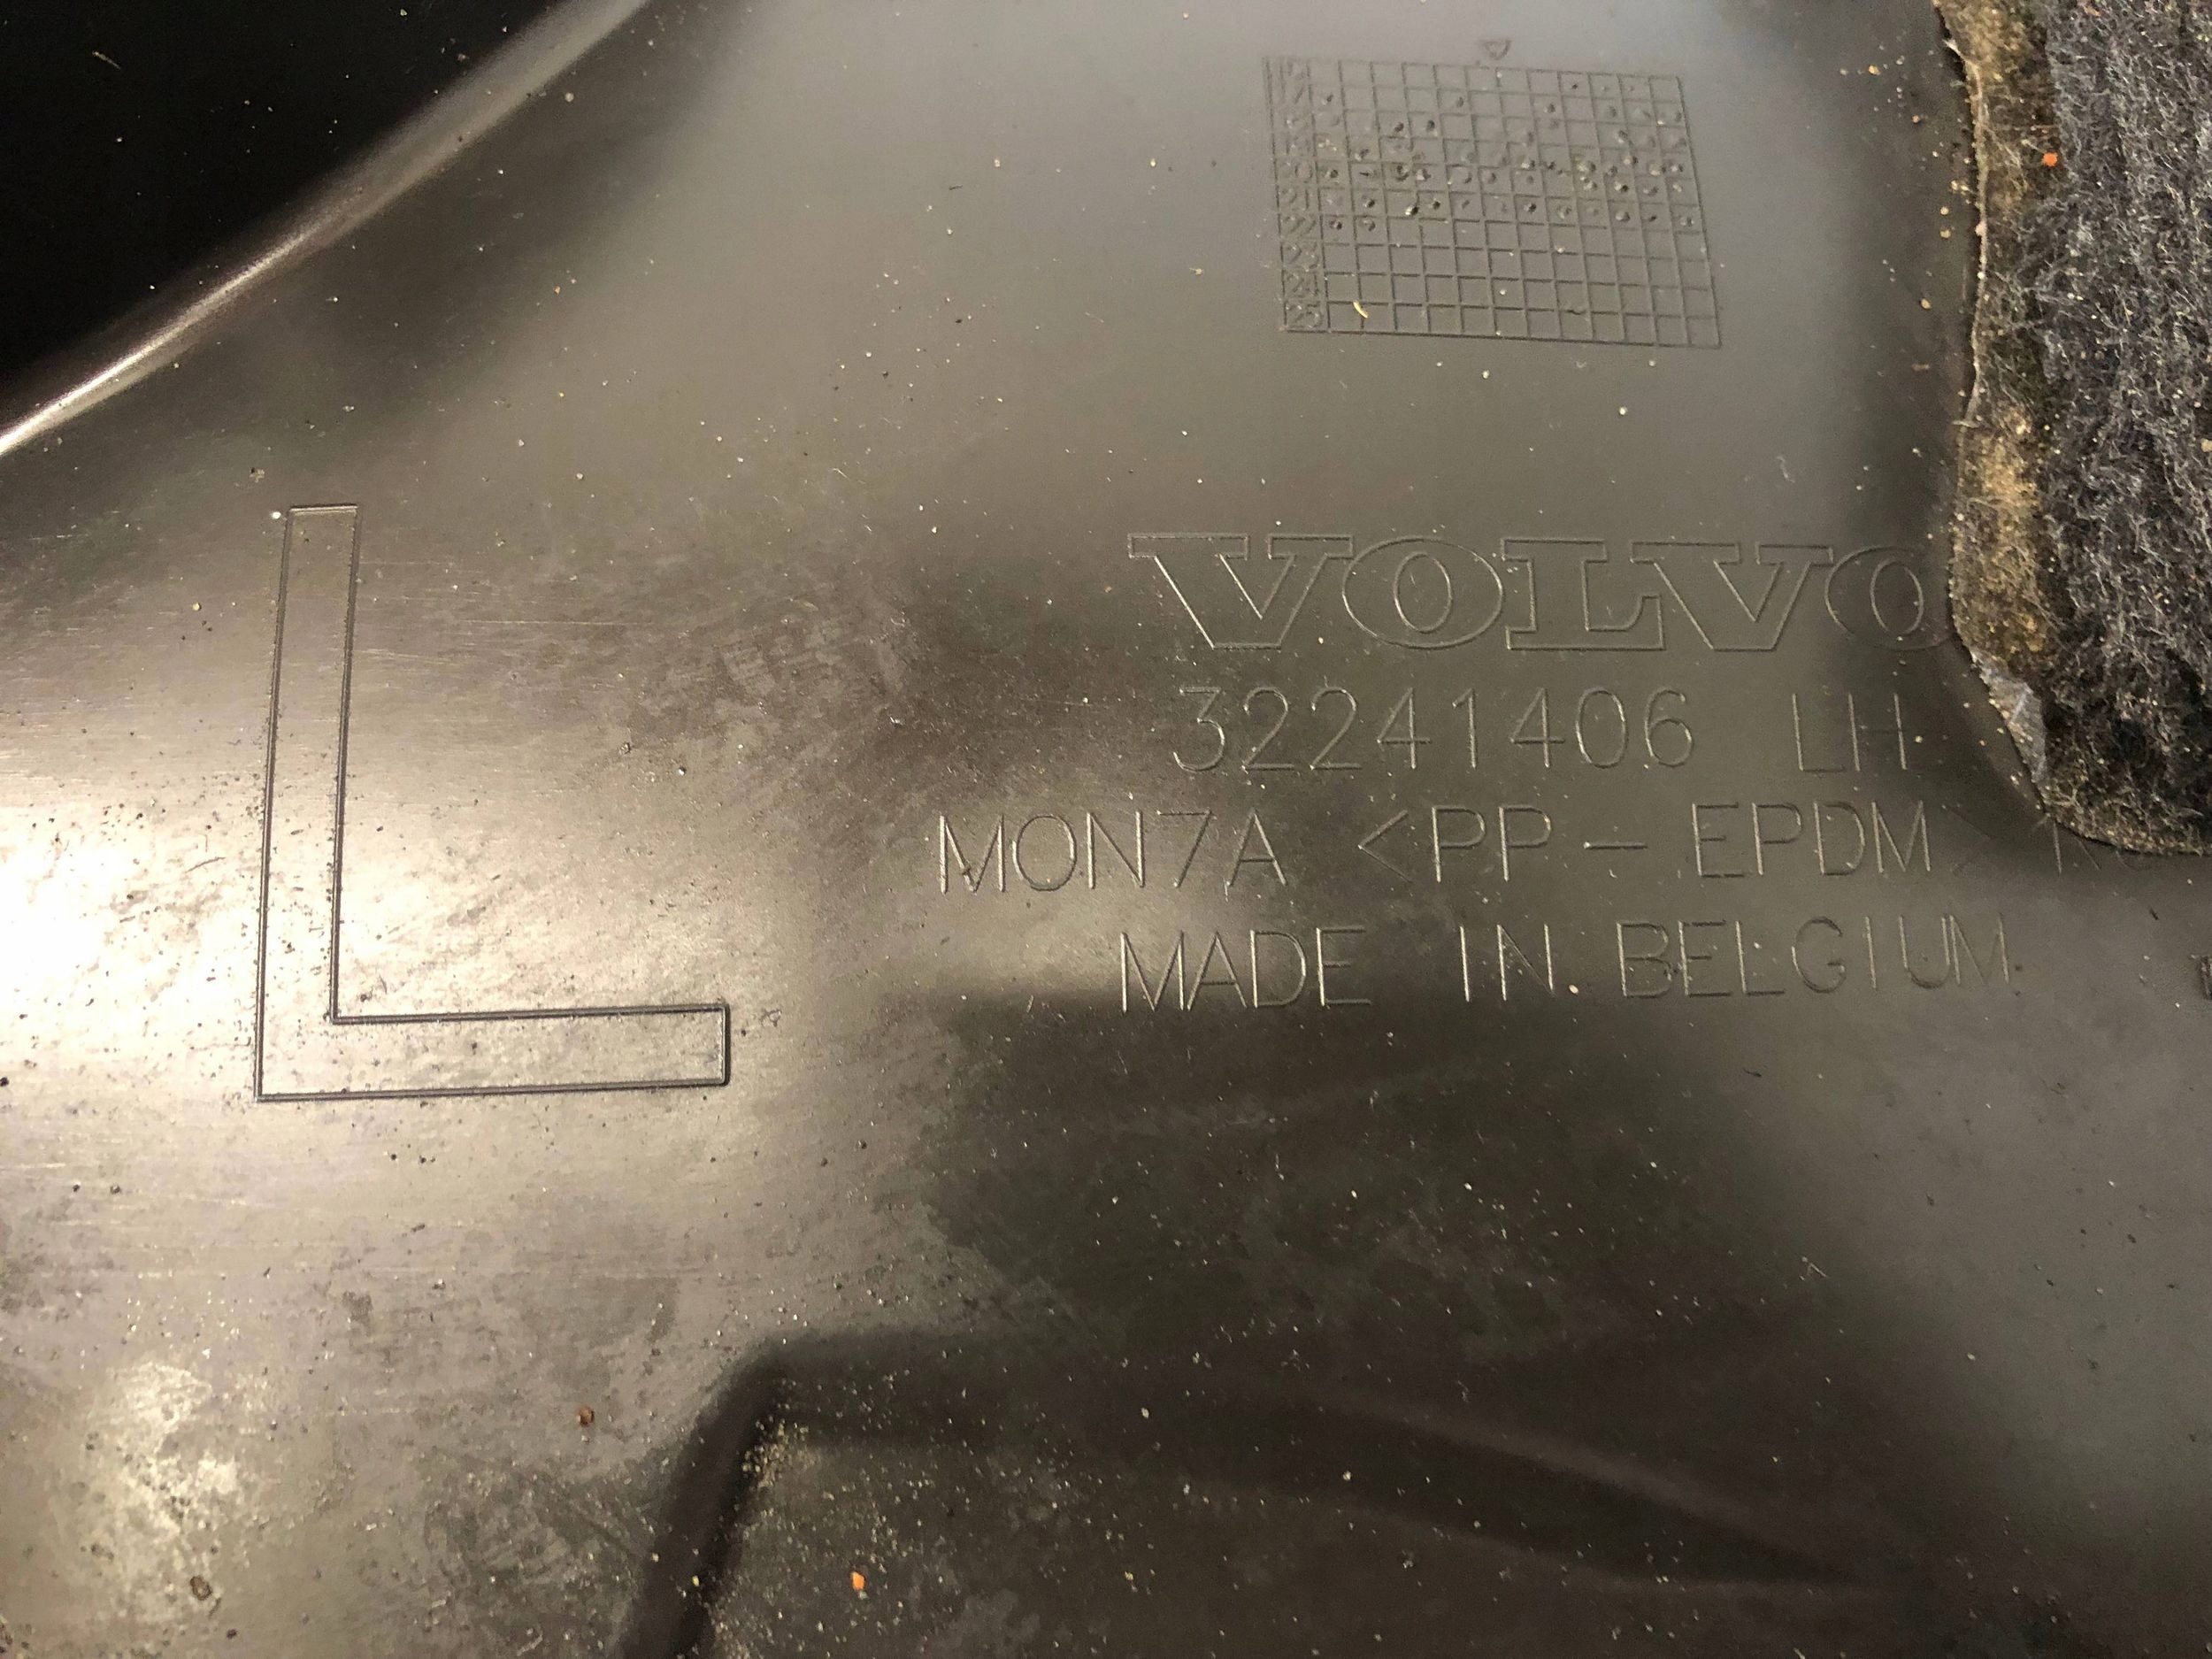 VOLVO
L
32241406 LH
MON7A <PP - EPDM>
MADE IN BELGIUM